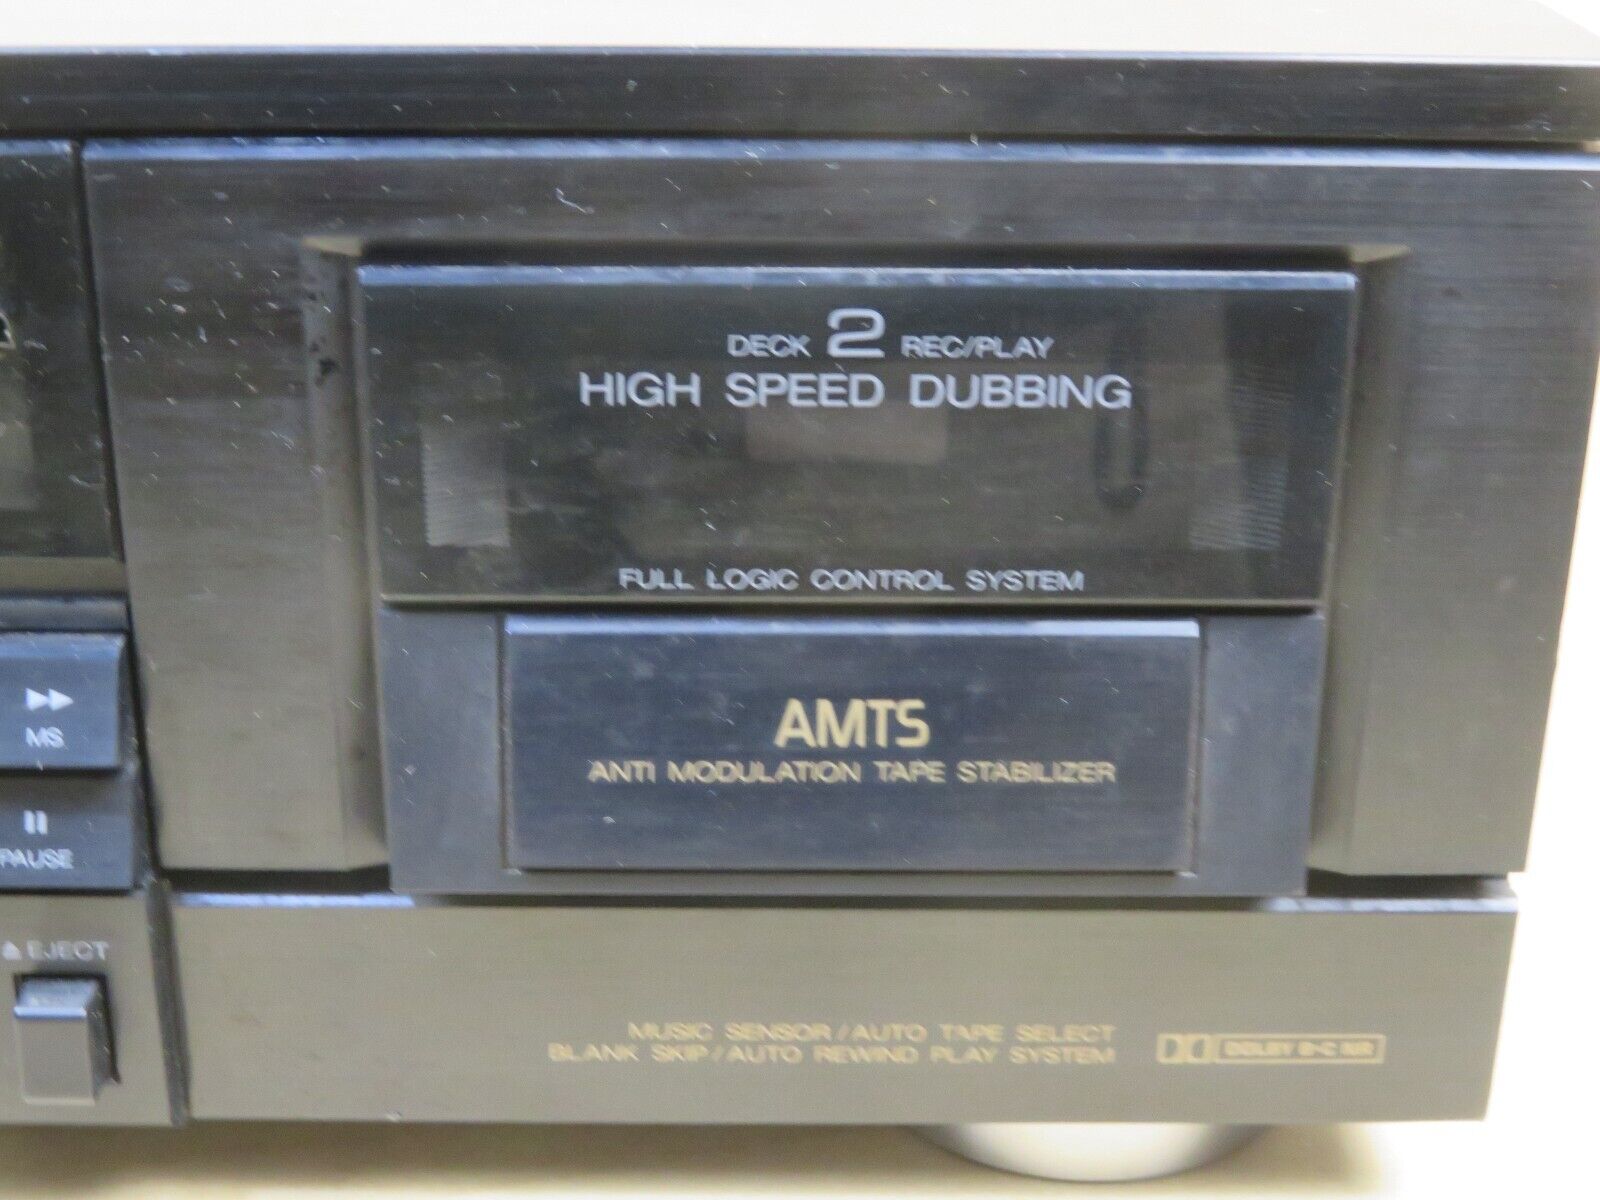 DECK 2 REC/PLAY
HIGH SPEED DUBBING
FULL LOGIC CONTROL SYSTEM
AMTS
ANTI MODULATION TAPE STABILIZER
MS
PAUSE
EJECT
MUSIC SENSOR/AUTO TAPE SELECT
BLANK SKIP/AUTO REWIND PLAY SYSTEM
DOLBY B-C NR